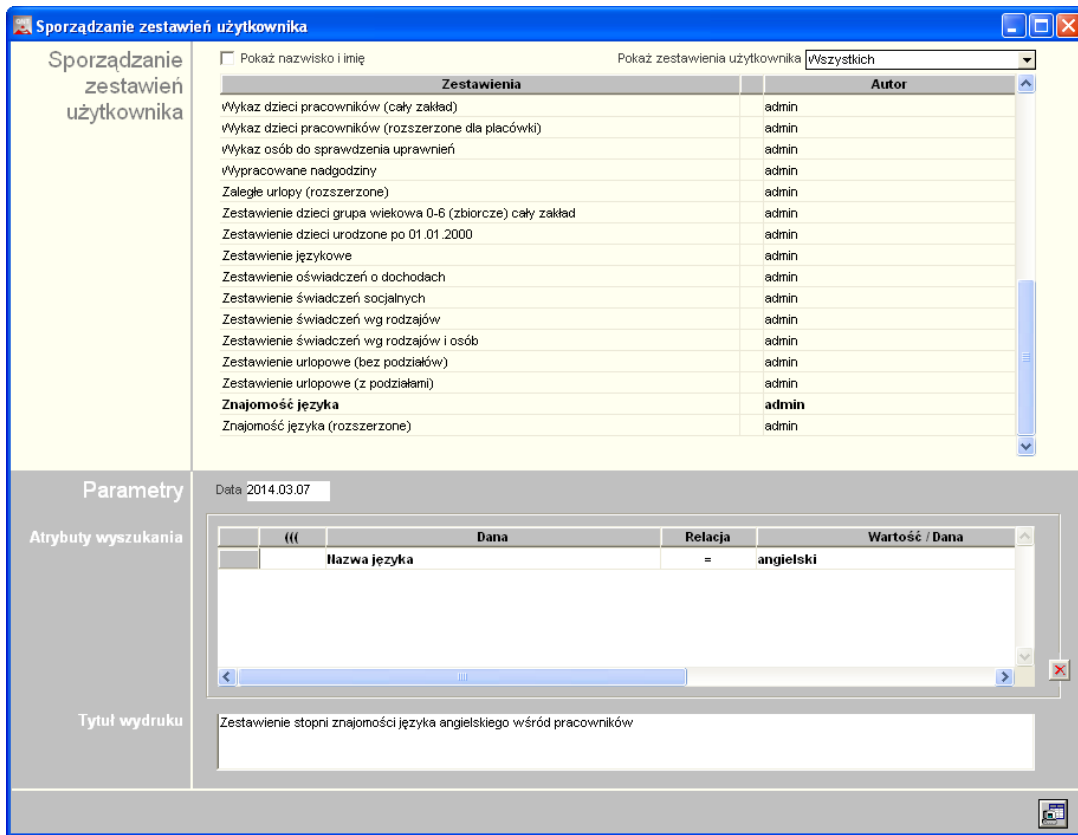 Sporządzanie zestawień użytkownika
Sporządzanie
zestawień
użytkownika
Pokaż nazwisko i imię
Pokaż zestawienia użytkownika Wszystkich
Zestawienia Autor
Wykaz dzieci pracowników (cały zakład) admin
Wykaz dzieci pracowników (rozszerzone dla placówki) admin
Wykaz osób do sprawdzenia uprawnień admin
Wypracowane nadgodziny admin
Zaległe urlopy (rozszerzone) admin
Zestawienie dzieci grupa wiekowa 0-6 (zbiorcze) cały zakład admin
Zestawienie dzieci urodzone po 01.01.2000 admin
Zestawienie językowe admin
Zestawienie oświadczeń o dochodach admin
Zestawienie świadczeń socjalnych admin
Zestawienie świadczeń wg rodzajów admin
Zestawienie świadczeń wg rodzajów i osób admin
Zestawienie urlopowe (bez podziałów) admin
Zestawienie urlopowe (z podziałami) admin
Znajomość języka admin
Znajomość języka (rozszerzone) admin
Parametry
Data 2014.03.07
Atrybuty wyszukania
((( Dana Relacja Wartość / Dana
Nazwa języka = angielski
Tytuł wydruku
Zestawienie stopni znajomości języka angielskiego wśród pracowników